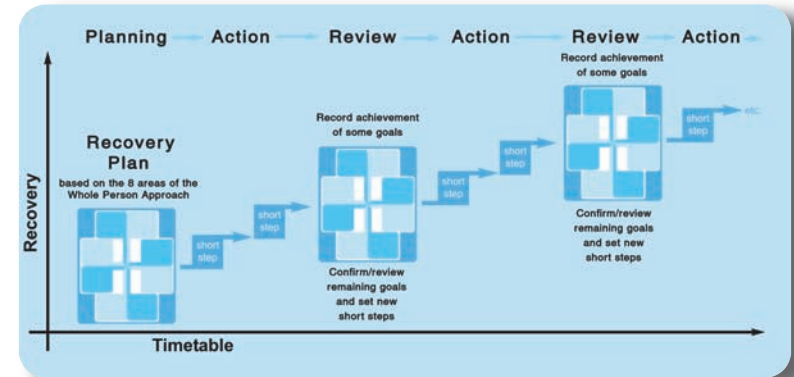 Planning Action Review Action Review Action
Record achievement
of some goals
Record achievement
of some goals
Recovery
Plan
based on the 8 areas of the
Whole Person Approach
short
step
short
step
short
step
short
step
short
step
etc.
Confirm/review
remaining goals
and set new
short steps
Confirm/review
remaining goals
and set new
short steps
Recovery
Timetable